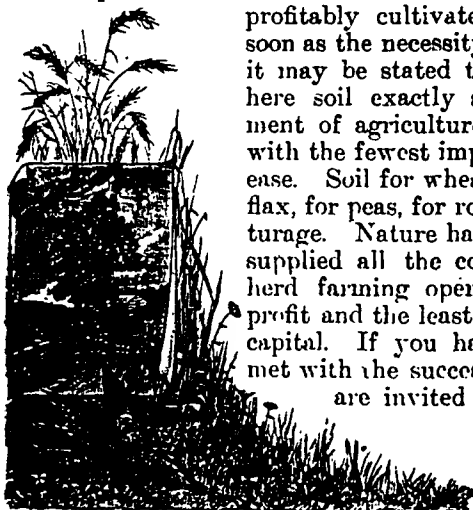 profitably cultivate
soon as the necessity
it may be stated t
here soil exactly s
ment of agriculture
with the fewest imp
ease. Soil for whe
flax, for peas, for ro
turage. Nature ha
supplied all the co
herd farming oper
profit and the least
capital. If you ha
met with the succe
are invited